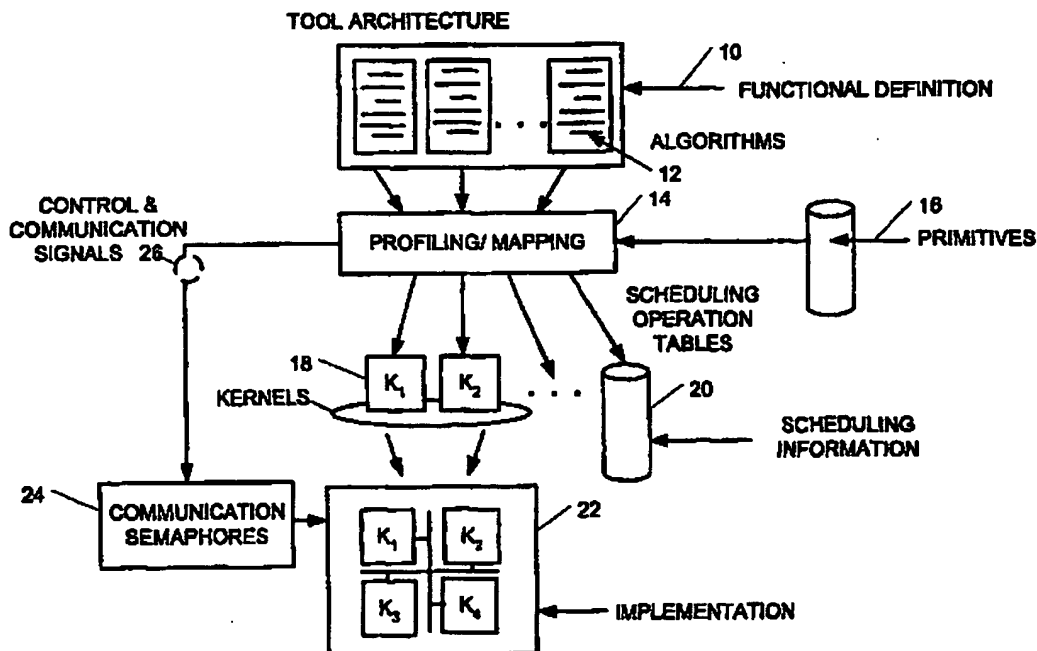 TOOL ARCHITECTURE
10
FUNCTIONAL DEFINITION
ALGORITHMS
12
14
CONTROL &
COMMUNICATION
SIGNALS 26
PROFILING/ MAPPING
16
PRIMITIVES
SCHEDULING
OPERATION
TABLES
18
K1
K2
KERNELS
20
SCHEDULING
INFORMATION
24
COMMUNICATION
SEMAPHORES
22
K1
K2
K3
K4
IMPLEMENTATION